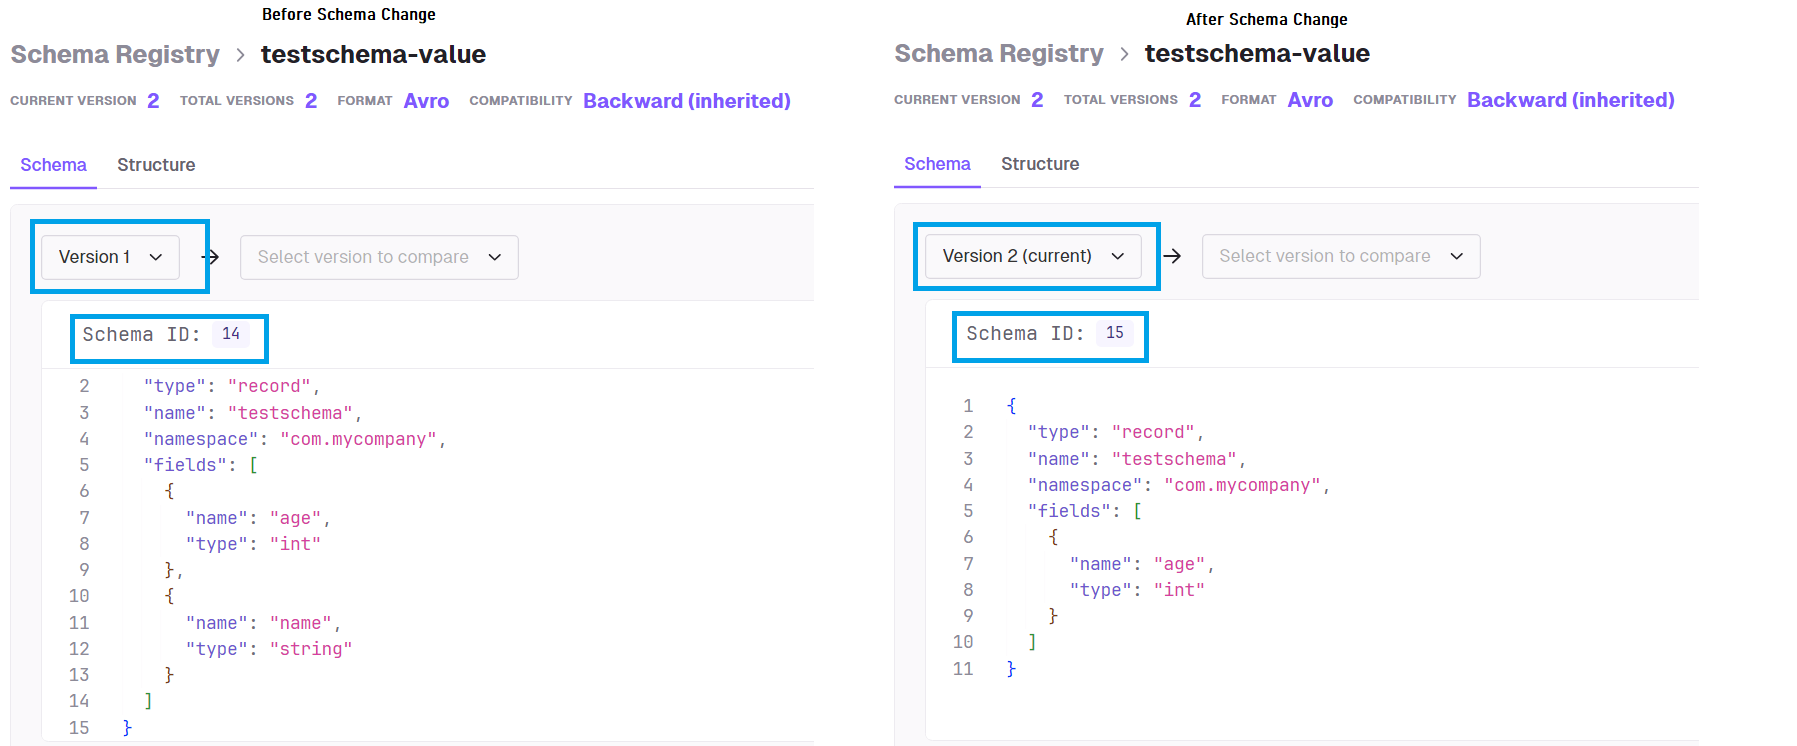 Before Schema Change
Schema Registry > testschema-value
CURRENT VERSION 2 TOTAL VERSIONS 2 FORMAT Avro COMPATIBILITY Backward (inherited)
Schema Structure
Version 1 → Select version to compare
Schema ID: 14
2 "type": "record",
3 "name": "testschema",
4 "namespace": "com.mycompany",
5 "fields": [
6 {
7 "name": "age",
8 "type": "int"
9 },
10 {
11 "name": "name",
12 "type": "string"
13 }
14 ]
15 }
After Schema Change
Schema Registry > testschema-value
CURRENT VERSION 2 TOTAL VERSIONS 2 FORMAT Avro COMPATIBILITY Backward (inherited)
Schema Structure
Version 2 (current) → Select version to compare
Schema ID: 15
1 {
2 "type": "record",
3 "name": "testschema",
4 "namespace": "com.mycompany",
5 "fields": [
6 {
7 "name": "age",
8 "type": "int"
9 }
10 ]
11 }